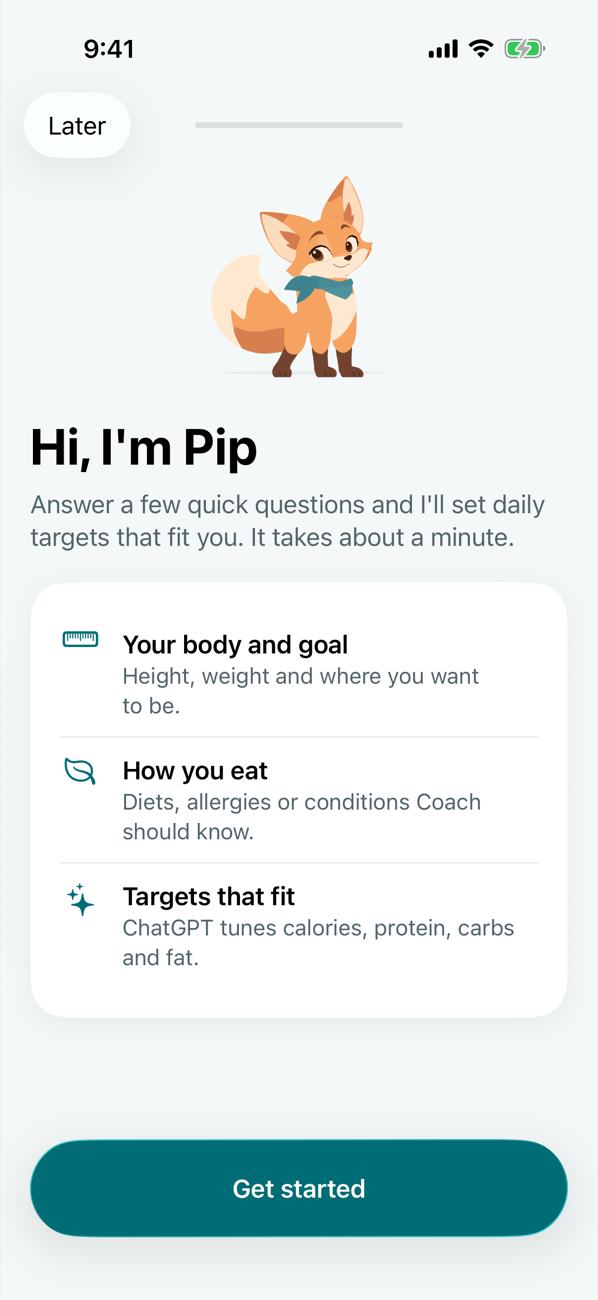 9:41
Later
Hi, I'm Pip
Answer a few quick questions and I'll set daily
targets that fit you. It takes about a minute.
Your body and goal
Height, weight and where you want
to be.
How you eat
Diets, allergies or conditions Coach
should know.
Targets that fit
ChatGPT tunes calories, protein, carbs
and fat.
Get started